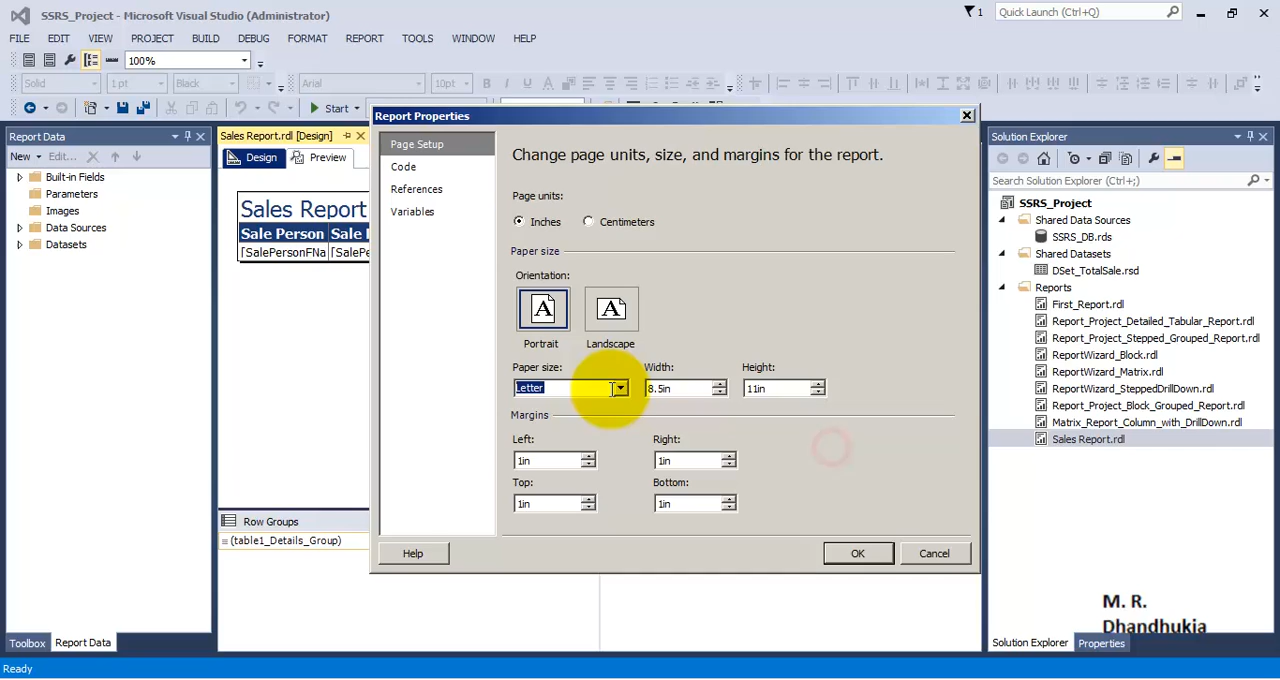 SSRS_Project - Microsoft Visual Studio (Administrator)
1
Quick Launch (Ctrl+Q)
FILE EDIT VIEW PROJECT BUILD DEBUG FORMAT REPORT TOOLS WINDOW HELP
100%
Solid 1 pt Black Arial 10pt B I U A
Start
Report Data
New Edit...
Built-in Fields
Parameters
Images
Data Sources
Datasets
Toolbox Report Data
Sales Report.rdl [Design]
Design Preview
Sales Report
Sale Person Sale P
[SalePersonFNa [SalePe
Row Groups
(table1_Details_Group)
Report Properties
Page Setup
Code
References
Variables
Change page units, size, and margins for the report.
Page units:
Inches Centimeters
Paper size
Orientation:
A A
Portrait Landscape
Paper size: Width: Height:
Letter 8.5in 11in
Margins
Left: Right:
1in 1in
Top: Bottom:
1in 1in
Help OK Cancel
Solution Explorer
Search Solution Explorer (Ctrl+;)
SSRS_Project
Shared Data Sources
SSRS_DB.rds
Shared Datasets
DSet_TotalSale.rsd
Reports
First_Report.rdl
Report_Project_Detailed_Tabular_Report.rdl
Report_Project_Stepped_Grouped_Report.rdl
ReportWizard_Block.rdl
ReportWizard_Matrix.rdl
ReportWizard_SteppedDrillDown.rdl
Report_Project_Block_Grouped_Report.rdl
Matrix_Report_Column_with_DrillDown.rdl
Sales Report.rdl
M. R.
Dhandhukia
Solution Explorer Properties
Ready